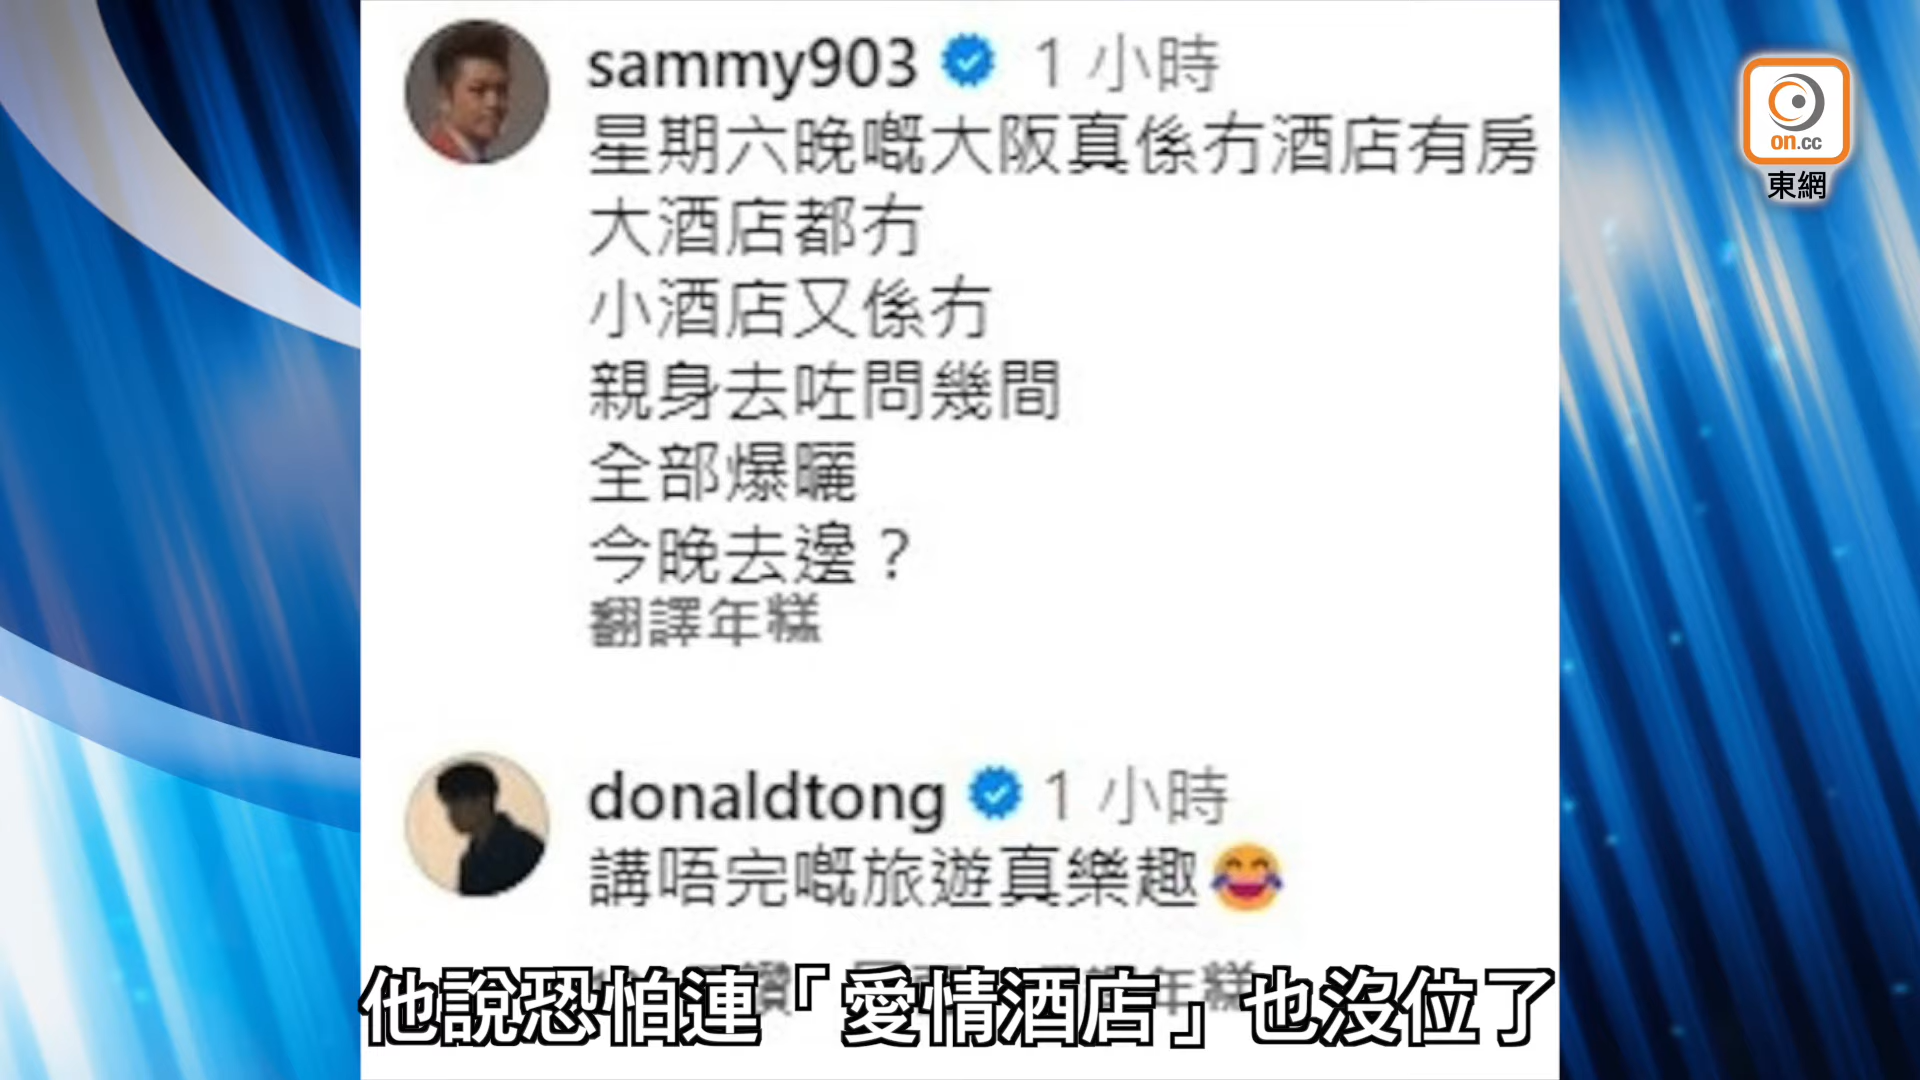 sammy903 1 小時
星期六晚嘅大阪真係冇酒店有房
大酒店都冇
小酒店又係冇
親身去咗問幾間
全部爆曬
今晚去邊？
翻譯年糕
donaldtong 1 小時
講唔完嘅旅遊真樂趣😂
他說恐怕連「愛情酒店」也沒位了
on.cc
東網